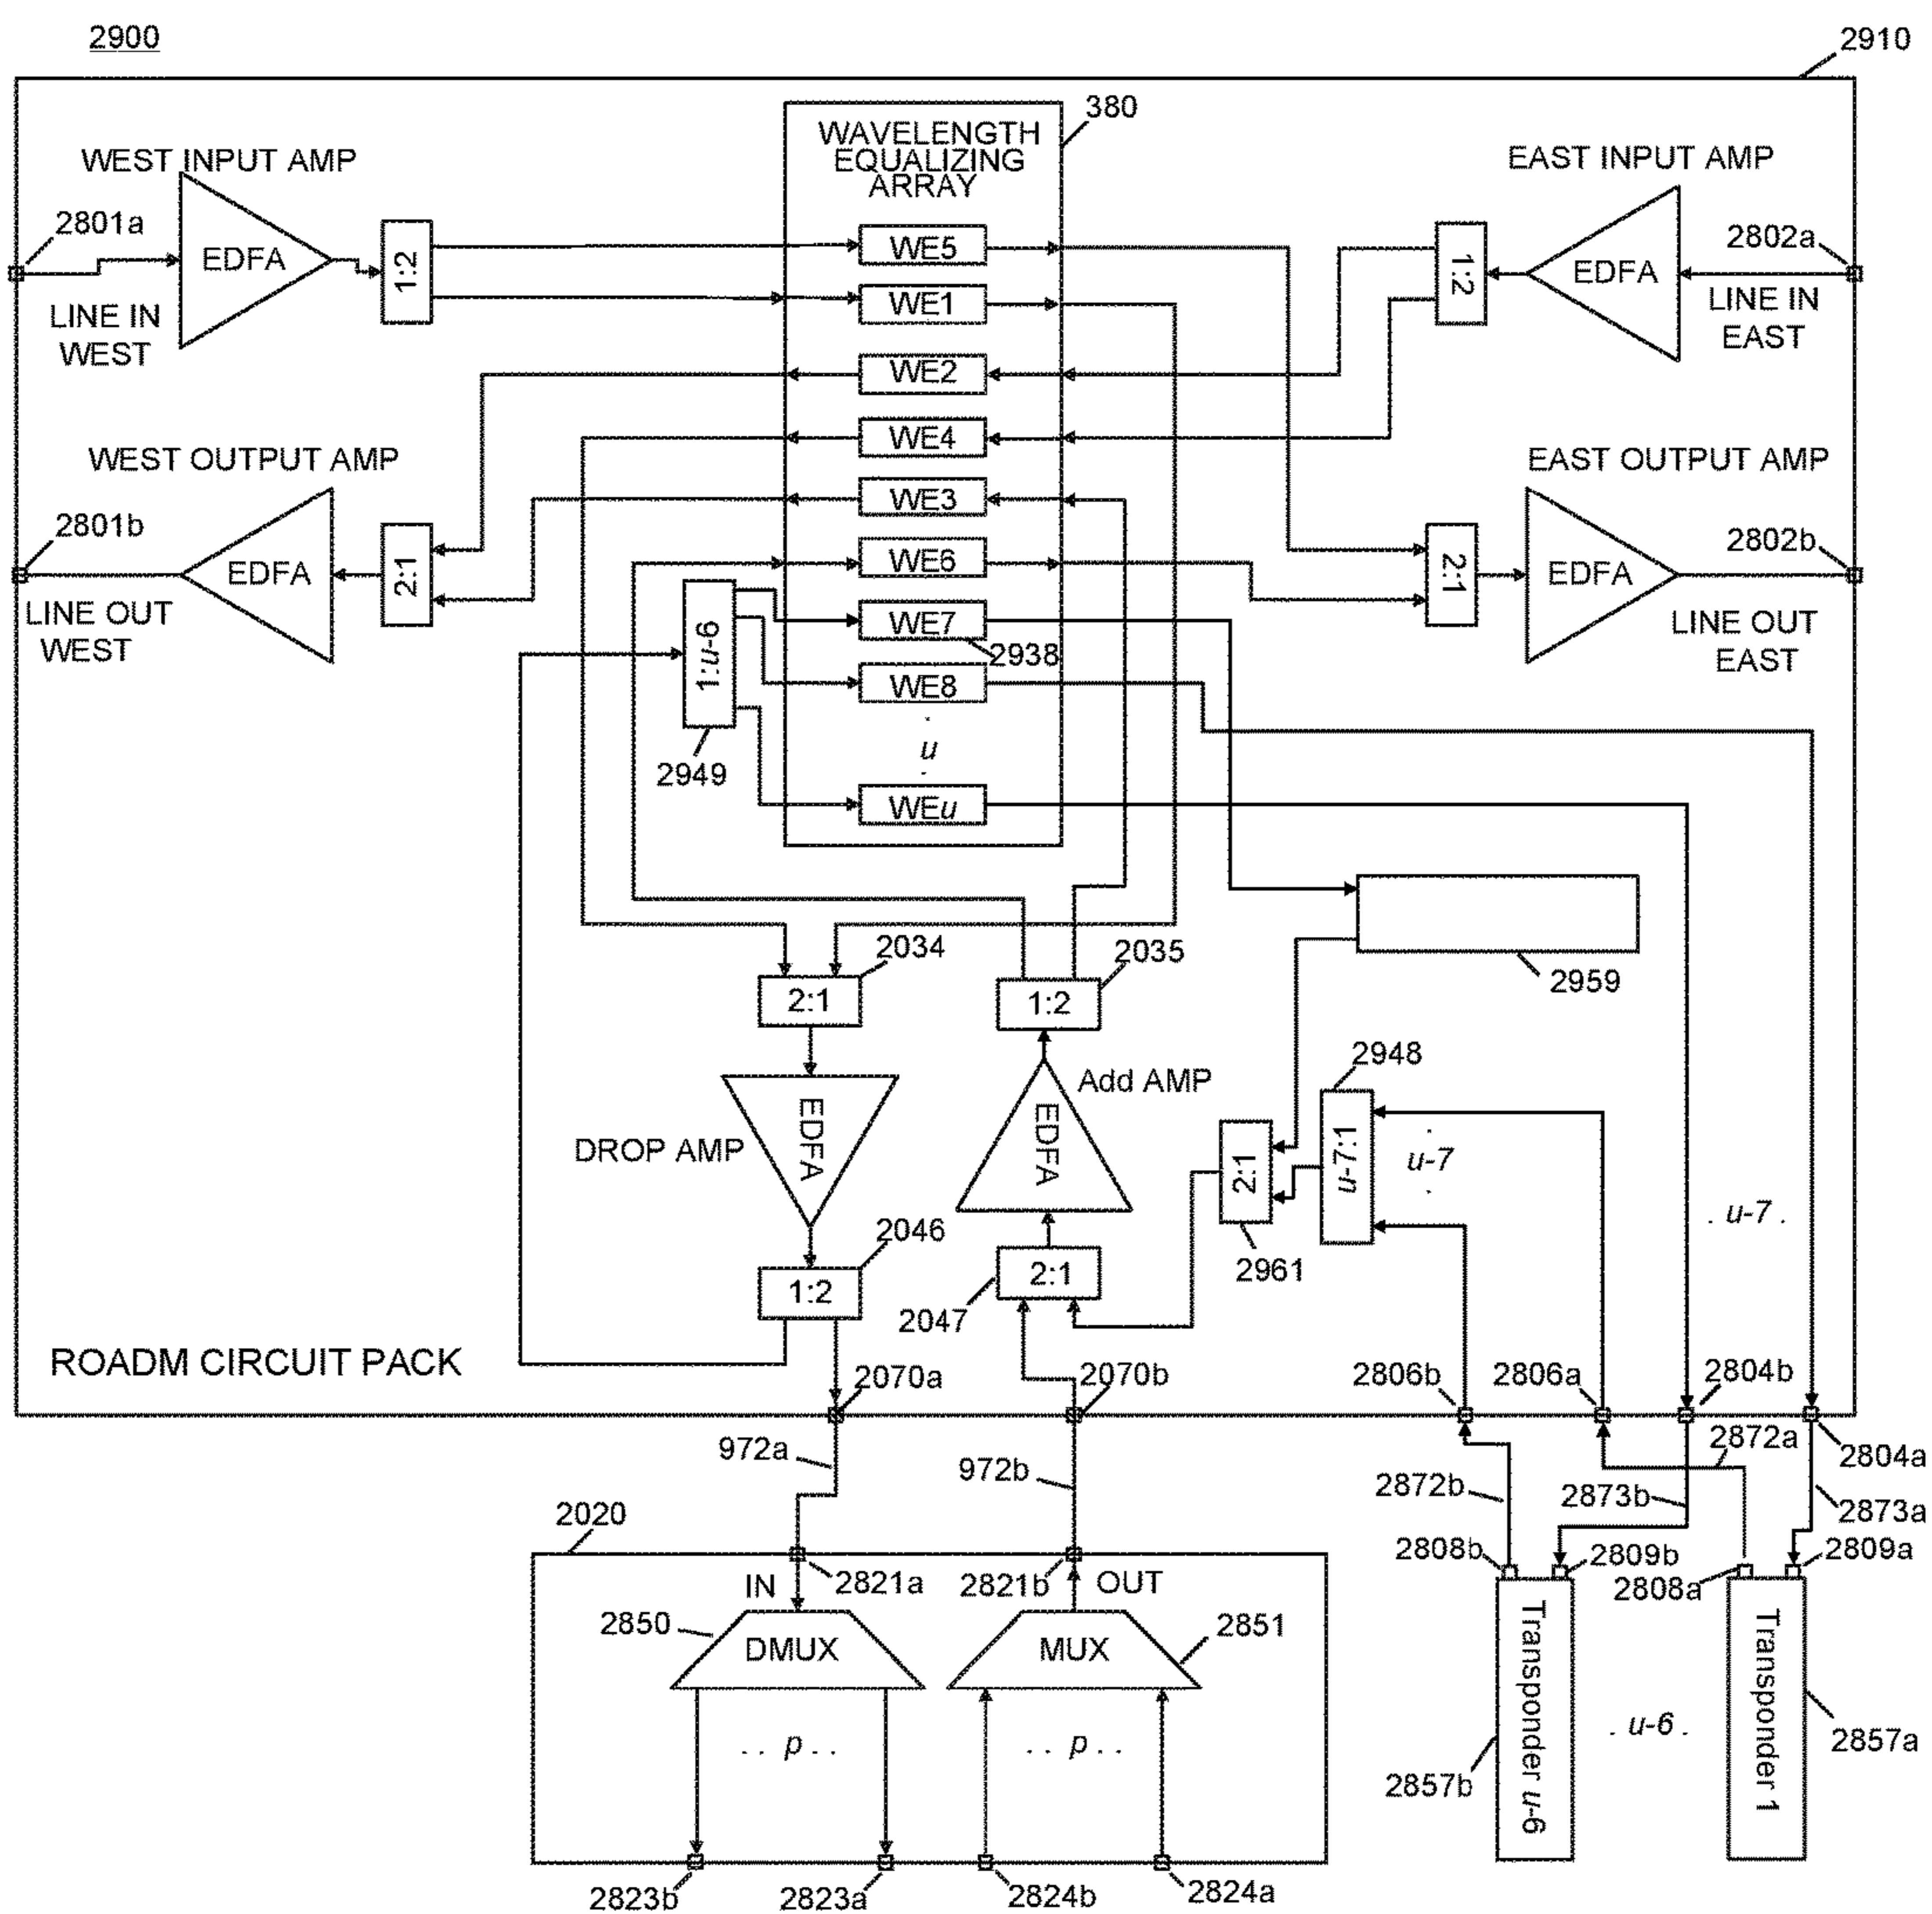 2900
2910
380
WAVELENGTH
EQUALIZING
ARRAY
WEST INPUT AMP
EAST INPUT AMP
2801a
EDFA
1:2
WE5
1:2
EDFA
2802a
LINE IN
WEST
WE1
LINE IN
EAST
WE2
WE4
WEST OUTPUT AMP
EAST OUTPUT AMP
WE3
2801b
EDFA
2:1
WE6
2:1
EDFA
2802b
LINE OUT
WEST
1:u-6
WE7
2938
LINE OUT
EAST
WE8
2949
. u .
WEu
2034
2035
2959
2:1
1:2
2948
Add AMP
DROP AMP
EDFA
EDFA
2:1
u-7:1
. u-7 .
. u-7 .
2046
2961
1:2
2:1
2047
ROADM CIRCUIT PACK
2070a
2070b
2806b
2806a
2804b
972a
972b
2872a
2804a
2872b
2873b
2873a
2020
2808b
2809b
2809a
2821a
2821b
2808a
IN
OUT
2850
DMUX
MUX
2851
Transponder u-6
Transponder 1
. . p . .
. . p . .
. u-6 .
2857a
2857b
2823b
2823a
2824b
2824a